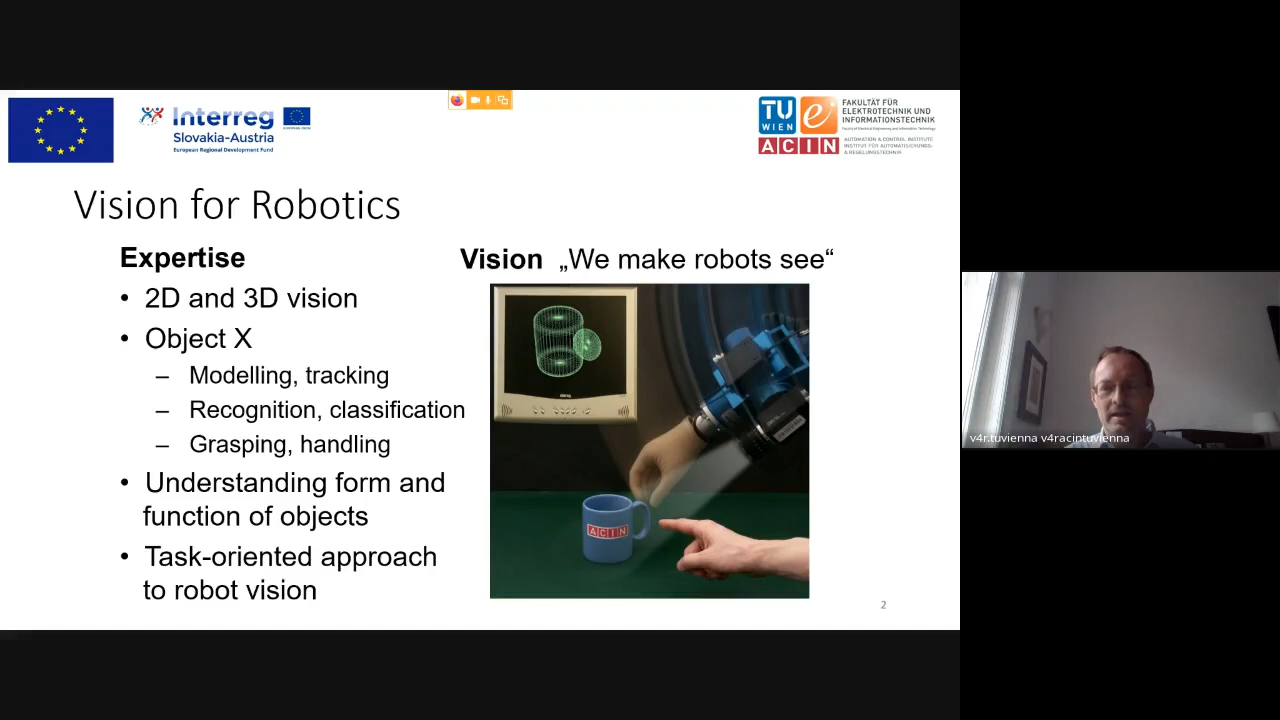 Interreg
Slovakia-Austria
European Regional Development Fund
EUROPEAN UNION
TU
WIEN
e
ACIN
FAKULTÄT FÜR
ELEKTROTECHNIK UND
INFORMATIONSTECHNIK
Faculty of Electrical Engineering and Information Technology
AUTOMATION & CONTROL INSTITUTE
INSTITUT FÜR AUTOMATISIERUNGS-
& REGELUNGSTECHNIK
Vision for Robotics
Expertise
• 2D and 3D vision
• Object X
– Modelling, tracking
– Recognition, classification
– Grasping, handling
• Understanding form and
function of objects
• Task-oriented approach
to robot vision
Vision „We make robots see“
ACIN
2
v4r.tuvienna v4racintuvienna